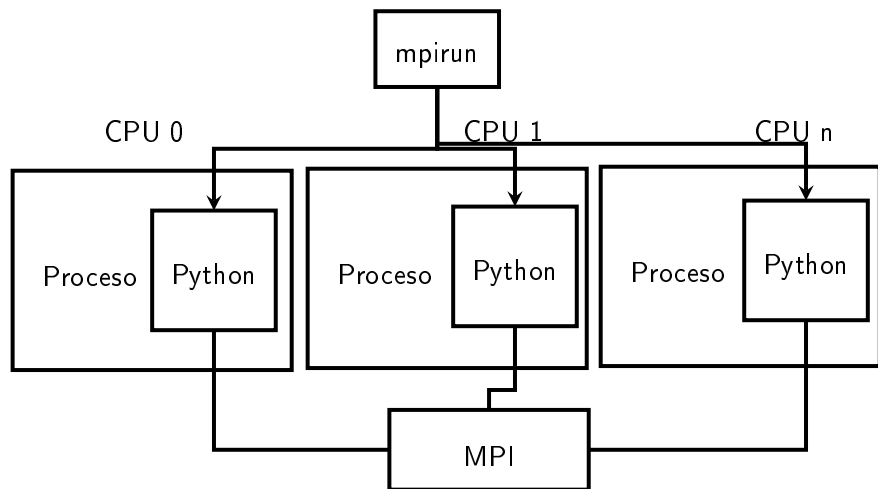 mpirun
CPU 0
CPU 1
CPU n
Proceso
Python
Proceso
Python
Proceso
Python
MPI